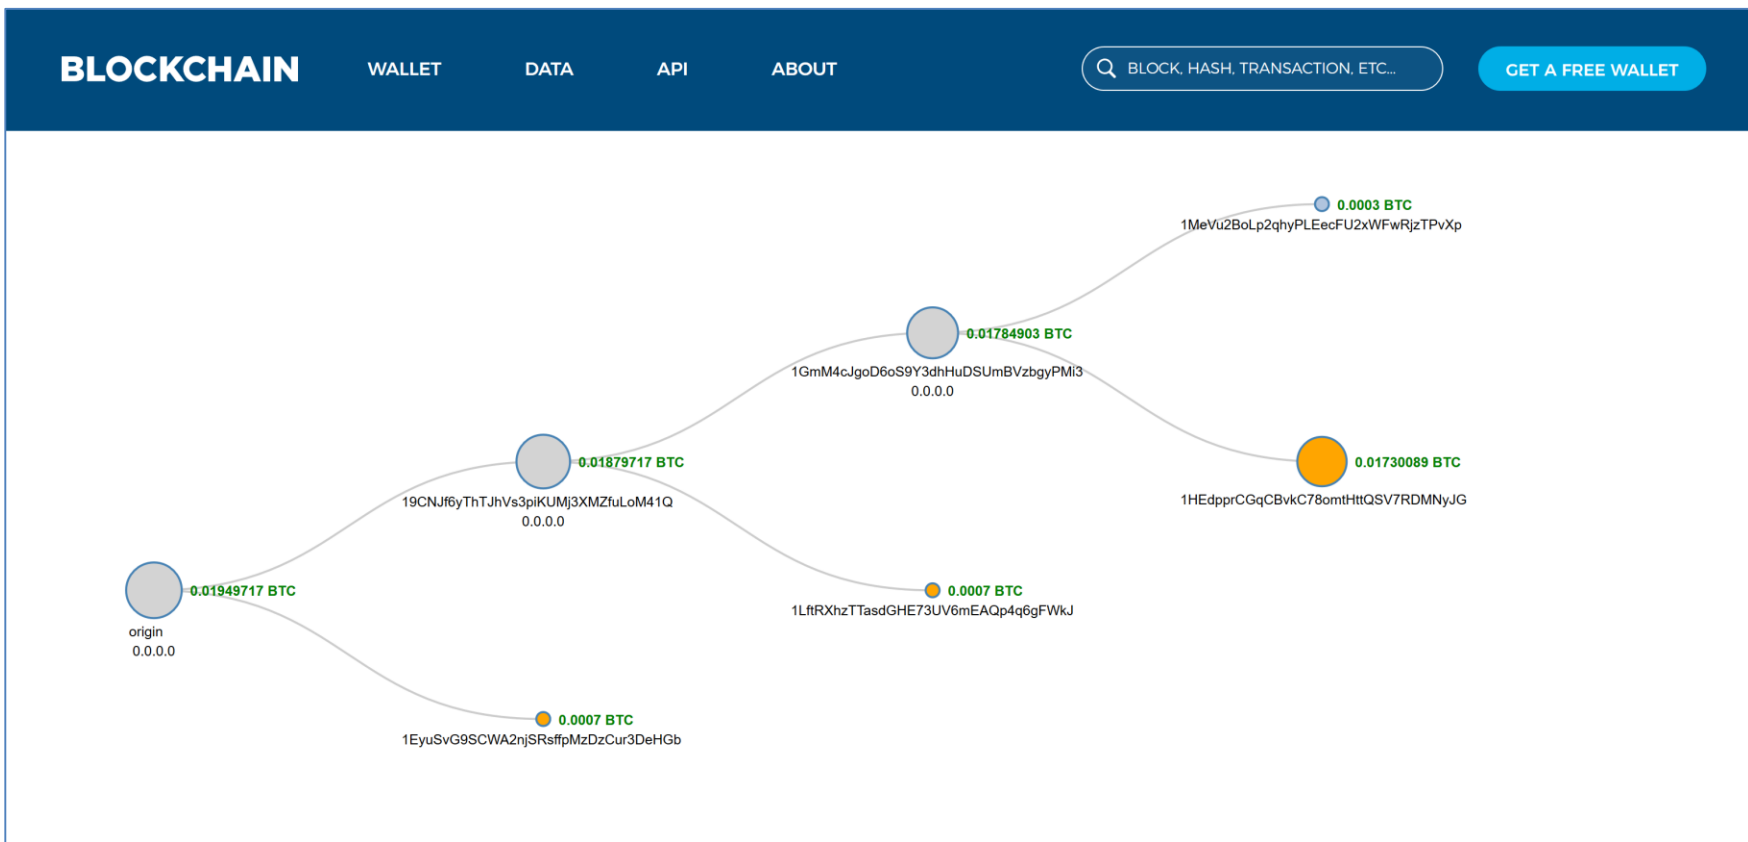 BLOCKCHAIN WALLET DATA API ABOUT BLOCK, HASH, TRANSACTION, ETC... GET A FREE WALLET
0.0003 BTC
1MeVu2BoLp2qhyPLEecFU2xWFwRjzTPvXp
0.01784903 BTC
1GmM4cJgoD6oS9Y3dhHuDSUmBVzbgyPMi3
0.0.0.0
0.01879717 BTC
19CNJf6yThTJhVs3piKUMj3XMZfuLoM41Q
0.0.0.0
0.01730089 BTC
1HEdpprCGqCBvkC78omtHttQSV7RDMNyJG
0.01949717 BTC
origin
0.0.0.0
0.0007 BTC
1LftRXhzTTasdGHE73UV6mEAQp4q6gFWkJ
0.0007 BTC
1EyuSvG9SCWA2njSRsffpMzDzCur3DeHGb